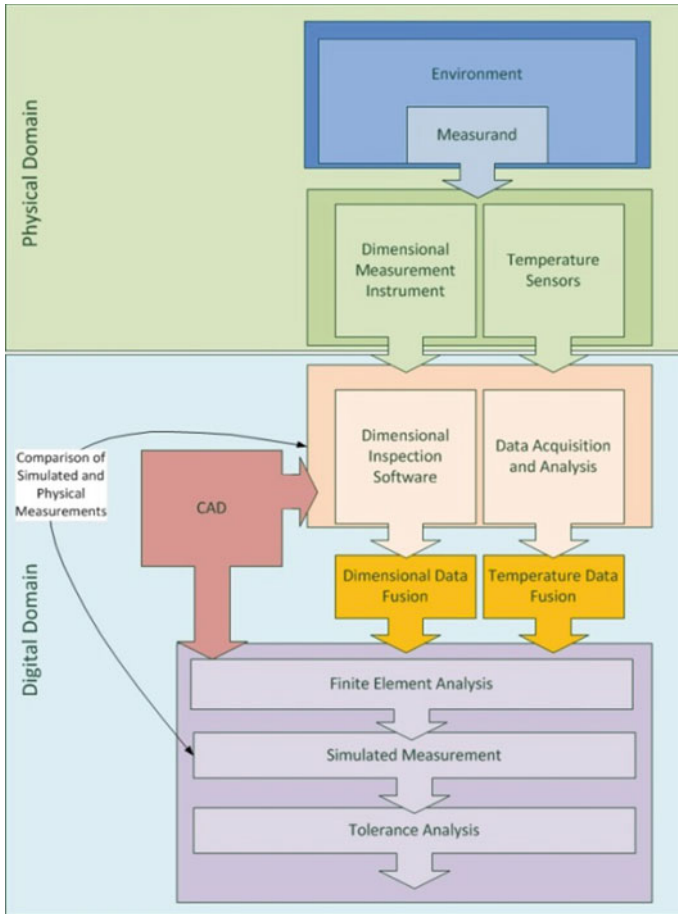 Physical Domain
Environment
Measurand
Dimensional
Measurement
Instrument
Temperature
Sensors
Digital Domain
Comparison of
Simulated and
Physical
Measurements
CAD
Dimensional
Inspection
Software
Data Acquisition
and Analysis
Dimensional Data
Fusion
Temperature Data
Fusion
Finite Element Analysis
Simulated Measurement
Tolerance Analysis